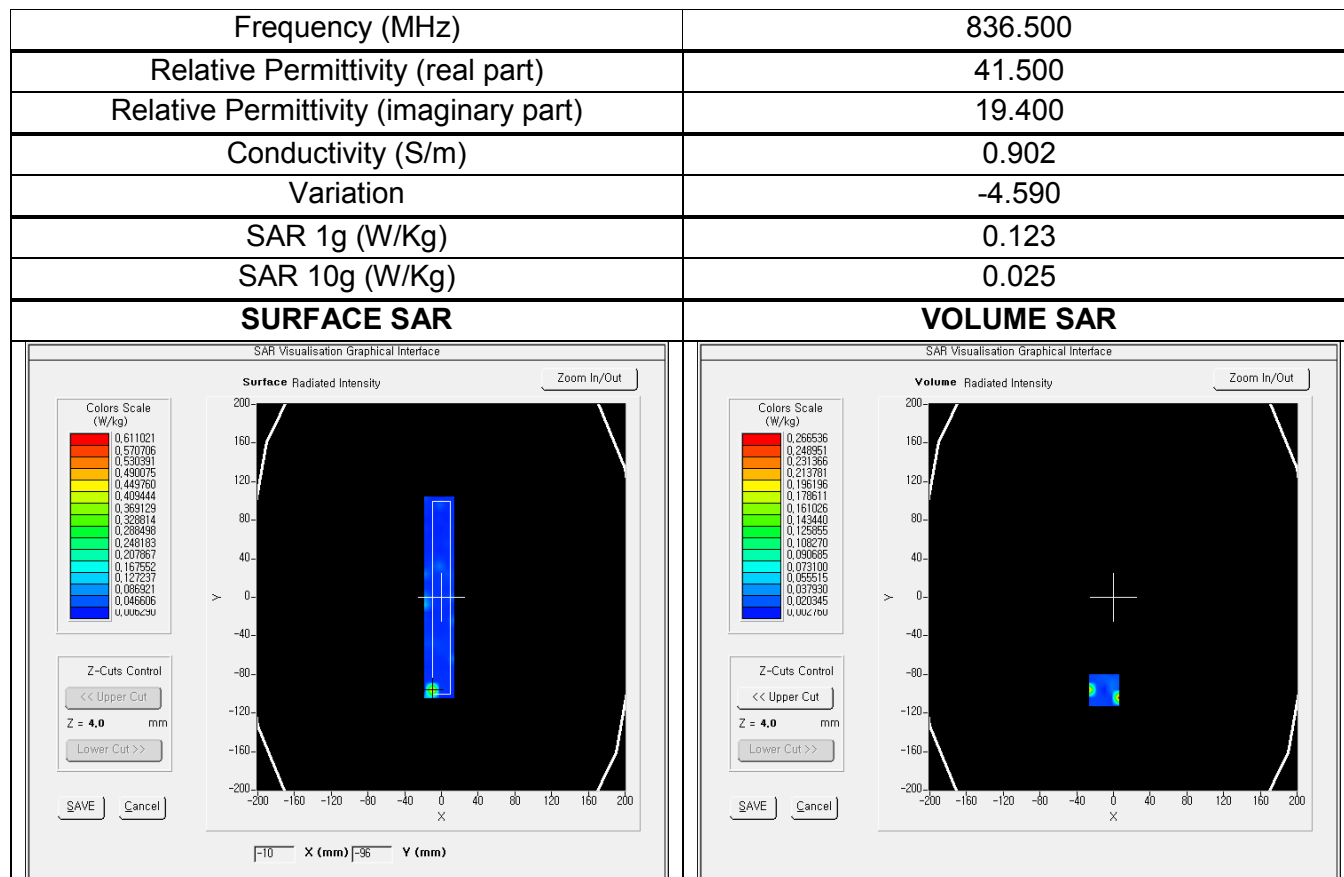 Frequency (MHz) 836.500
Relative Permittivity (real part) 41.500
Relative Permittivity (imaginary part) 19.400
Conductivity (S/m) 0.902
Variation -4.590
SAR 1g (W/Kg) 0.123
SAR 10g (W/Kg) 0.025
SURFACE SAR VOLUME SAR
SAR Visualisation Graphical Interface
Surface Radiated Intensity
Zoom In/Out
Colors Scale
(W/kg)
0.611021
0.570706
0.530391
0.490075
0.449760
0.409444
0.369129
0.328814
0.288498
0.248183
0.207867
0.167552
0.127237
0.086921
0.046606
0.006290
Z-Cuts Control
<< Upper Cut
Z = 4.0 mm
Lower Cut >>
SAVE Cancel
200
160
120
80
40
0
-40
-80
-120
-160
-200
Y
-200 -160 -120 -80 -40 0 40 80 120 160 200
X
-10 X (mm) -96 Y (mm)
SAR Visualisation Graphical Interface
Volume Radiated Intensity
Zoom In/Out
Colors Scale
(W/kg)
0.266536
0.248951
0.231366
0.213781
0.196196
0.178611
0.161026
0.143440
0.125855
0.108270
0.090685
0.073100
0.055515
0.037930
0.020345
0.002760
Z-Cuts Control
<< Upper Cut
Z = 4.0 mm
Lower Cut >>
SAVE Cancel
200
160
120
80
40
0
-40
-80
-120
-160
-200
Y
-200 -160 -120 -80 -40 0 40 80 120 160 200
X